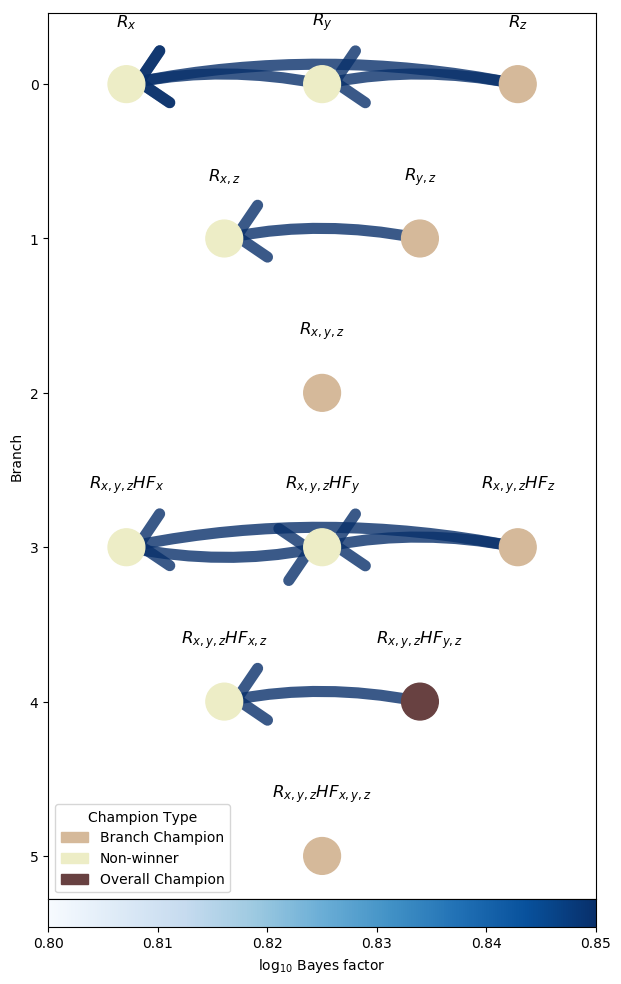 R_x R_y R_z
0
R_{x,z} R_{y,z}
1
R_{x,y,z}
2
Branch
R_{x,y,z}HF_x R_{x,y,z}HF_y R_{x,y,z}HF_z
3
R_{x,y,z}HF_{x,z} R_{x,y,z}HF_{y,z}
4
R_{x,y,z}HF_{x,y,z}
5
Champion Type
Branch Champion
Non-winner
Overall Champion
0.80 0.81 0.82 0.83 0.84 0.85
log_{10} Bayes factor